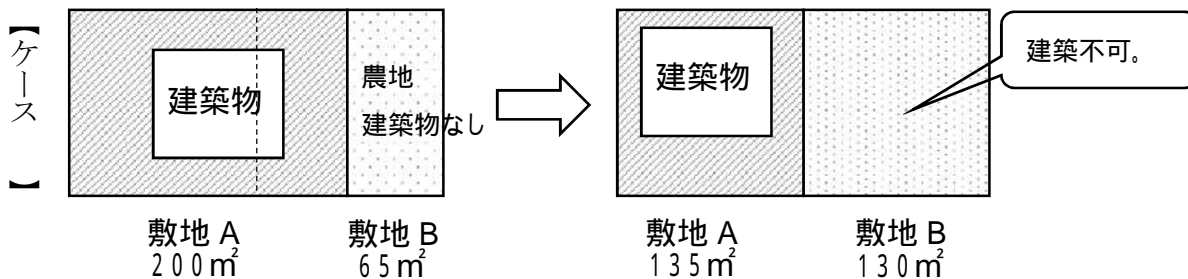 【ケース 】
建築物
農地
建築物なし
敷地 A
200㎡
敷地 B
65㎡
建築物
建築不可。
敷地 A
135㎡
敷地 B
130㎡